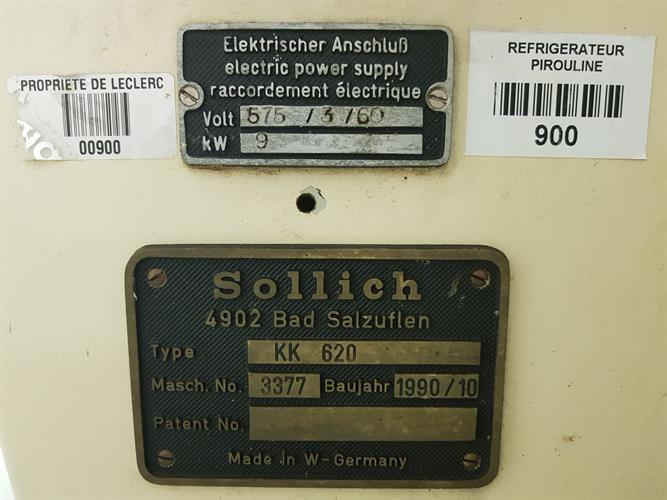 PROPRIETE DE LECLERC
00900
Elektrischer Anschluß
electric power supply
raccordement électrique
Volt 575 /3 /60
kW 9
REFRIGERATEUR
PIROULINE
900
Sollich
4902 Bad Salzuflen
Type KK 620
Masch. No. 3377 Baujahr 1990/10
Patent No.
Made in W-Germany